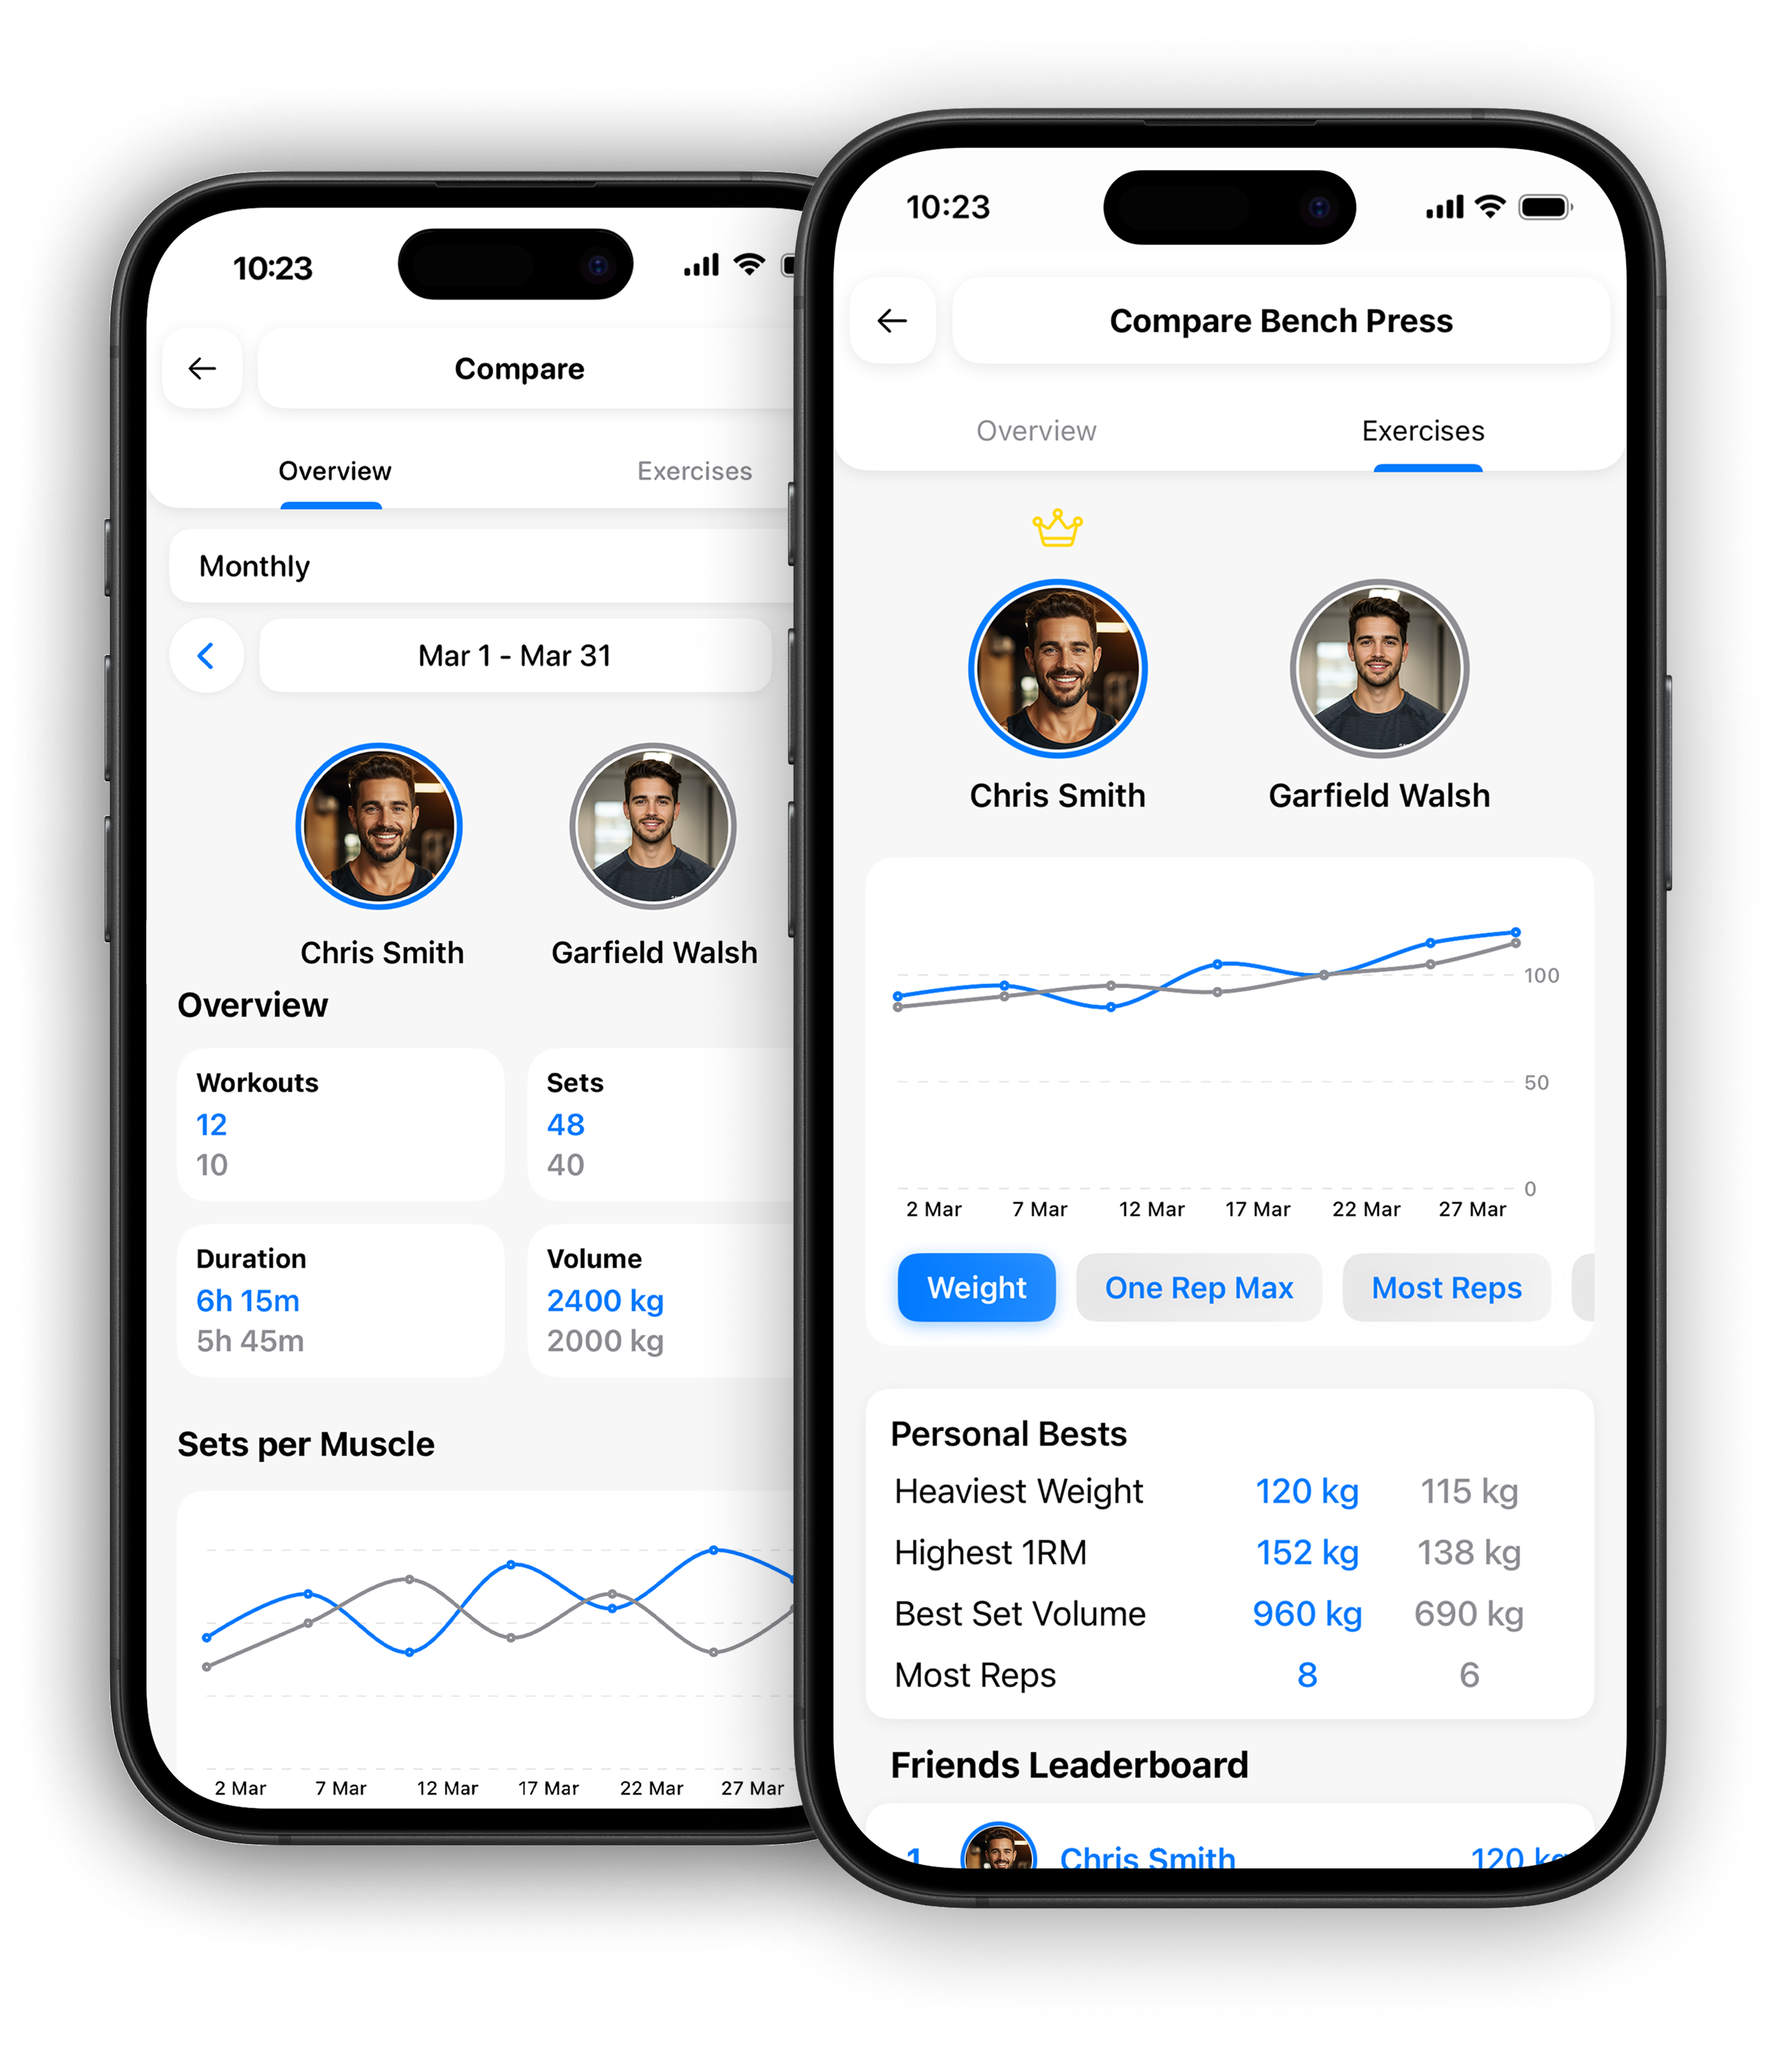 10:23
Compare
Overview Exercises
Monthly
Mar 1 - Mar 31
Chris Smith Garfield Walsh
Overview
Workouts Sets
12 48
10 40
Duration Volume
6h 15m 2400 kg
5h 45m 2000 kg
Sets per Muscle
2 Mar 7 Mar 12 Mar 17 Mar 22 Mar 27 Mar
10:23
Compare Bench Press
Overview Exercises
Chris Smith Garfield Walsh
100
50
0
2 Mar 7 Mar 12 Mar 17 Mar 22 Mar 27 Mar
Weight One Rep Max Most Reps
Personal Bests
Heaviest Weight 120 kg 115 kg
Highest 1RM 152 kg 138 kg
Best Set Volume 960 kg 690 kg
Most Reps 8 6
Friends Leaderboard
1 Chris Smith 120 kg